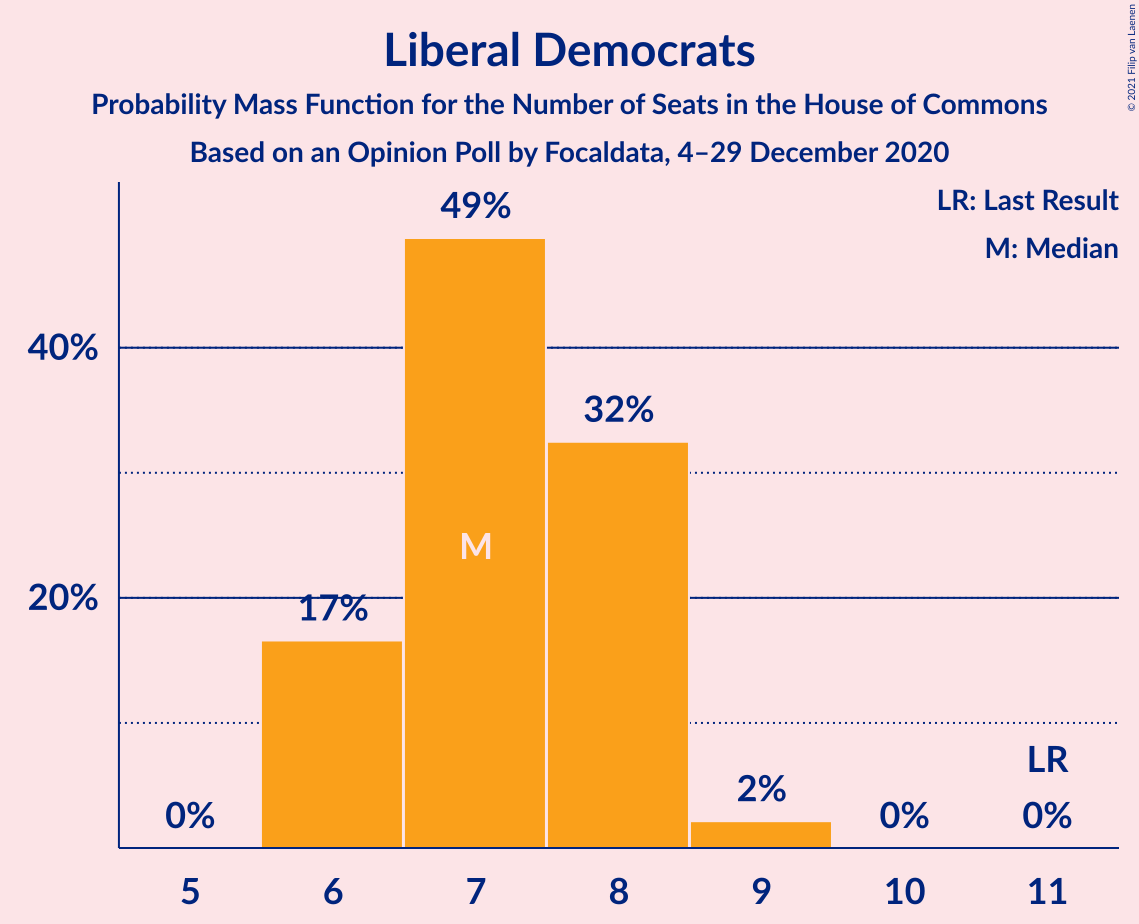 Liberal Democrats
Probability Mass Function for the Number of Seats in the House of Commons
Based on an Opinion Poll by Focaldata, 4–29 December 2020
© 2021 Filip van Laenen
LR: Last Result
M: Median
49%
40%
32%
M
20%
17%
LR
2%
0%
0%
0%
5
6
7
8
9
10
11